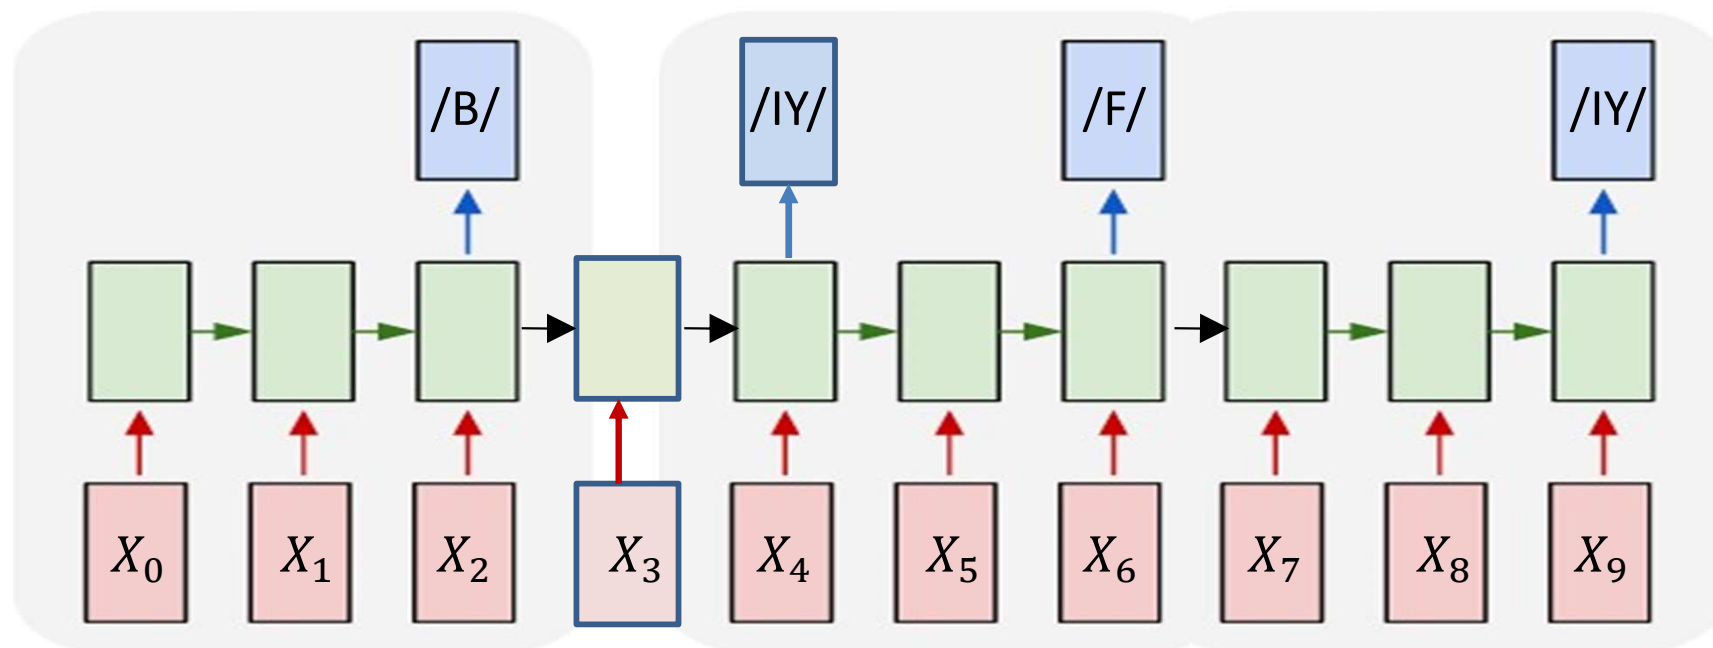 /B/ /IY/ /F/ /IY/
X₀ X₁ X₂ X₃ X₄ X₅ X₆ X₇ X₈ X₉